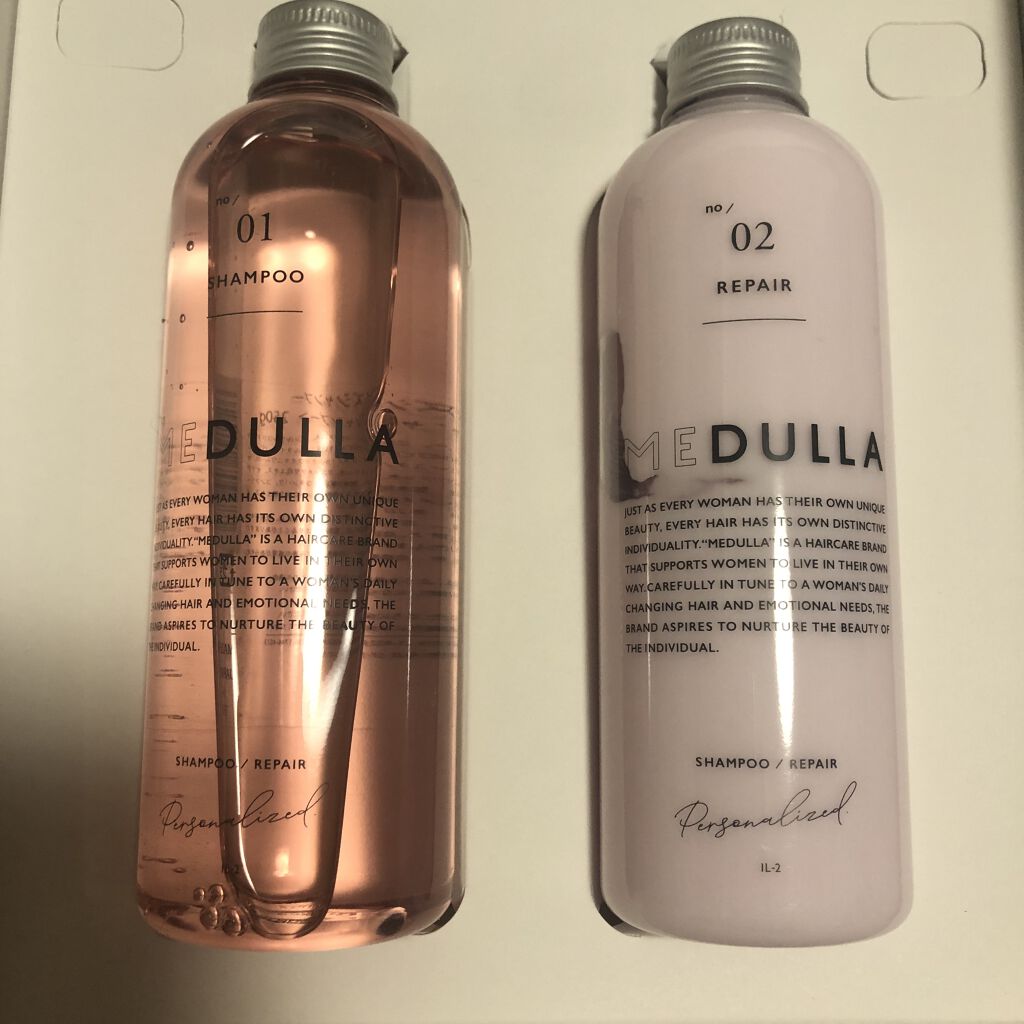 no/
01
SHAMPOO
MEDULLA
JUST AS EVERY WOMAN HAS THEIR OWN UNIQUE
BEAUTY, EVERY HAIR HAS ITS OWN DISTINCTIVE
INDIVIDUALITY. “MEDULLA” IS A HAIRCARE BRAND
THAT SUPPORTS WOMEN TO LIVE IN THEIR OWN
WAY. CAREFULLY IN TUNE TO A WOMAN'S DAILY
CHANGING HAIR AND EMOTIONAL NEEDS, THE
BRAND ASPIRES TO NURTURE THE BEAUTY OF
THE INDIVIDUAL.
SHAMPOO / REPAIR
Personalized.
IL-2
no/
02
REPAIR
MEDULLA
JUST AS EVERY WOMAN HAS THEIR OWN UNIQUE
BEAUTY, EVERY HAIR HAS ITS OWN DISTINCTIVE
INDIVIDUALITY. “MEDULLA” IS A HAIRCARE BRAND
THAT SUPPORTS WOMEN TO LIVE IN THEIR OWN
WAY. CAREFULLY IN TUNE TO A WOMAN'S DAILY
CHANGING HAIR AND EMOTIONAL NEEDS, THE
BRAND ASPIRES TO NURTURE THE BEAUTY OF
THE INDIVIDUAL.
SHAMPOO / REPAIR
Personalized.
IL-2